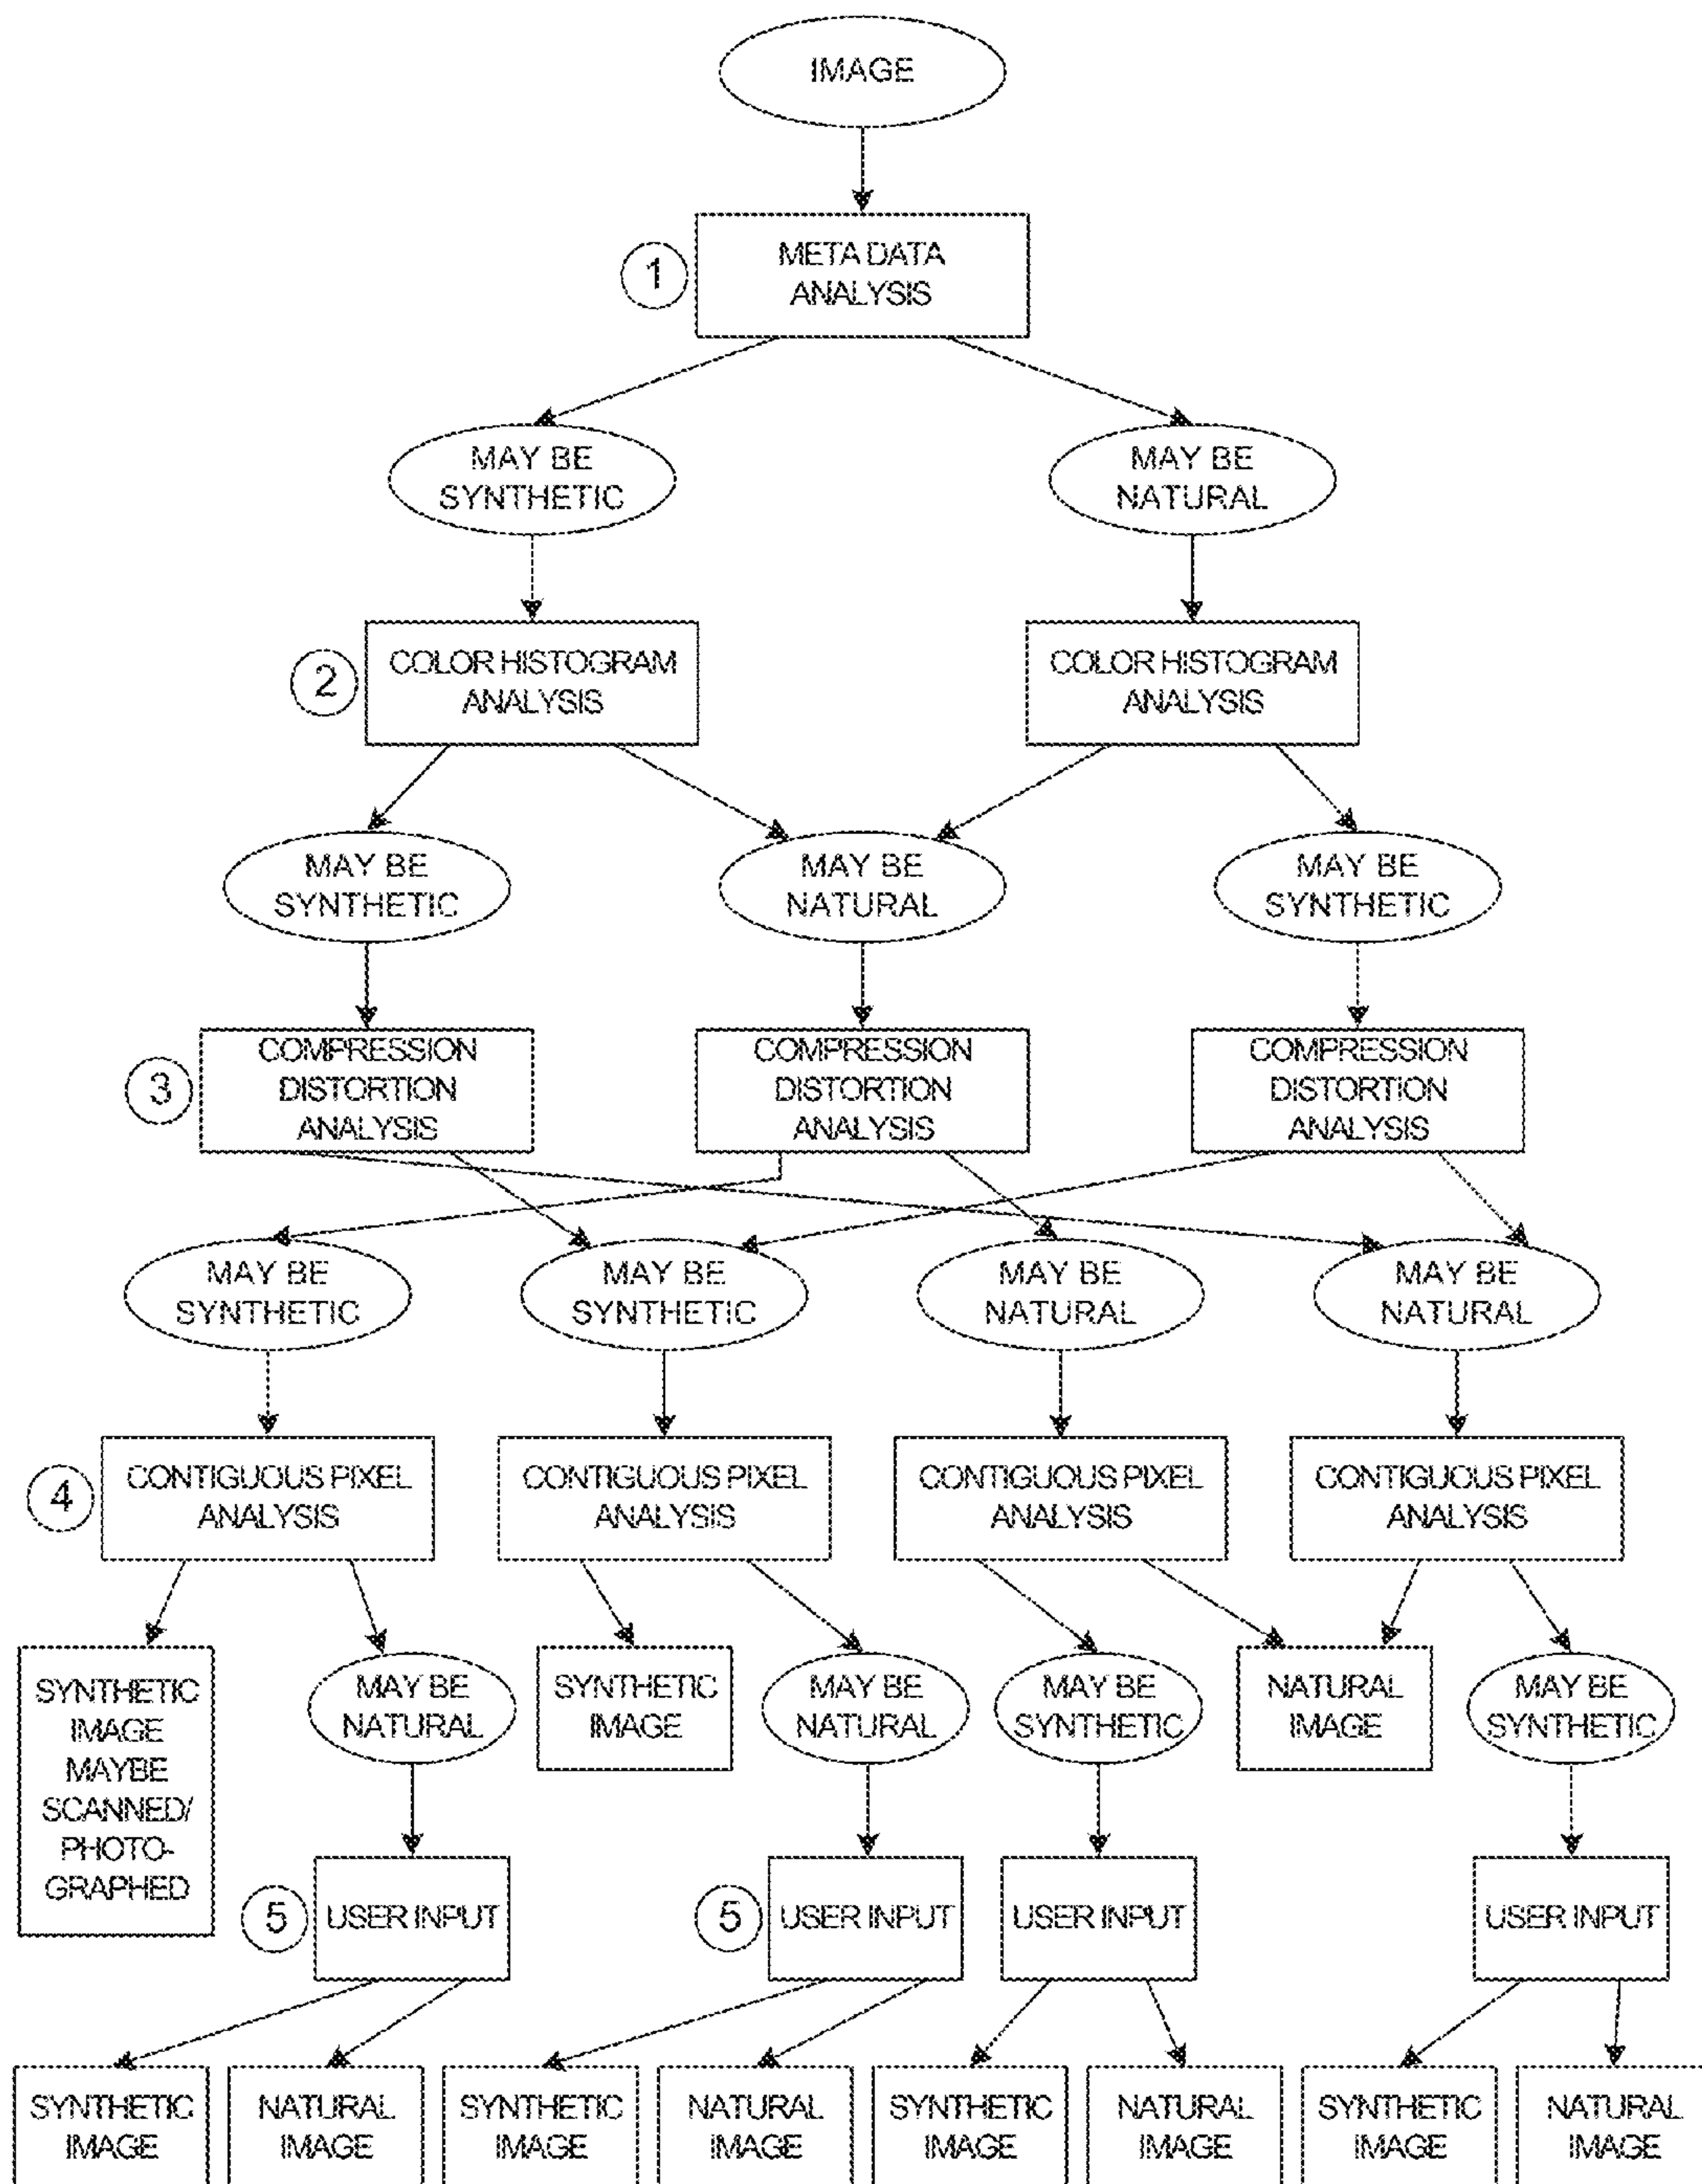 IMAGE
1
META DATA
ANALYSIS
MAY BE
SYNTHETIC
MAY BE
NATURAL
2
COLOR HISTOGRAM
ANALYSIS
COLOR HISTOGRAM
ANALYSIS
MAY BE
SYNTHETIC
MAY BE
NATURAL
MAY BE
SYNTHETIC
3
COMPRESSION
DISTORTION
ANALYSIS
COMPRESSION
DISTORTION
ANALYSIS
COMPRESSION
DISTORTION
ANALYSIS
MAY BE
SYNTHETIC
MAY BE
SYNTHETIC
MAY BE
NATURAL
MAY BE
NATURAL
4
CONTIGUOUS PIXEL
ANALYSIS
CONTIGUOUS PIXEL
ANALYSIS
CONTIGUOUS PIXEL
ANALYSIS
CONTIGUOUS PIXEL
ANALYSIS
SYNTHETIC
IMAGE
MAYBE
SCANNED/
PHOTO-
GRAPHED
MAY BE
NATURAL
SYNTHETIC
IMAGE
MAY BE
NATURAL
MAY BE
SYNTHETIC
NATURAL
IMAGE
MAY BE
SYNTHETIC
5
USER INPUT
5
USER INPUT
USER INPUT
USER INPUT
SYNTHETIC
IMAGE
NATURAL
IMAGE
SYNTHETIC
IMAGE
NATURAL
IMAGE
SYNTHETIC
IMAGE
NATURAL
IMAGE
SYNTHETIC
IMAGE
NATURAL
IMAGE